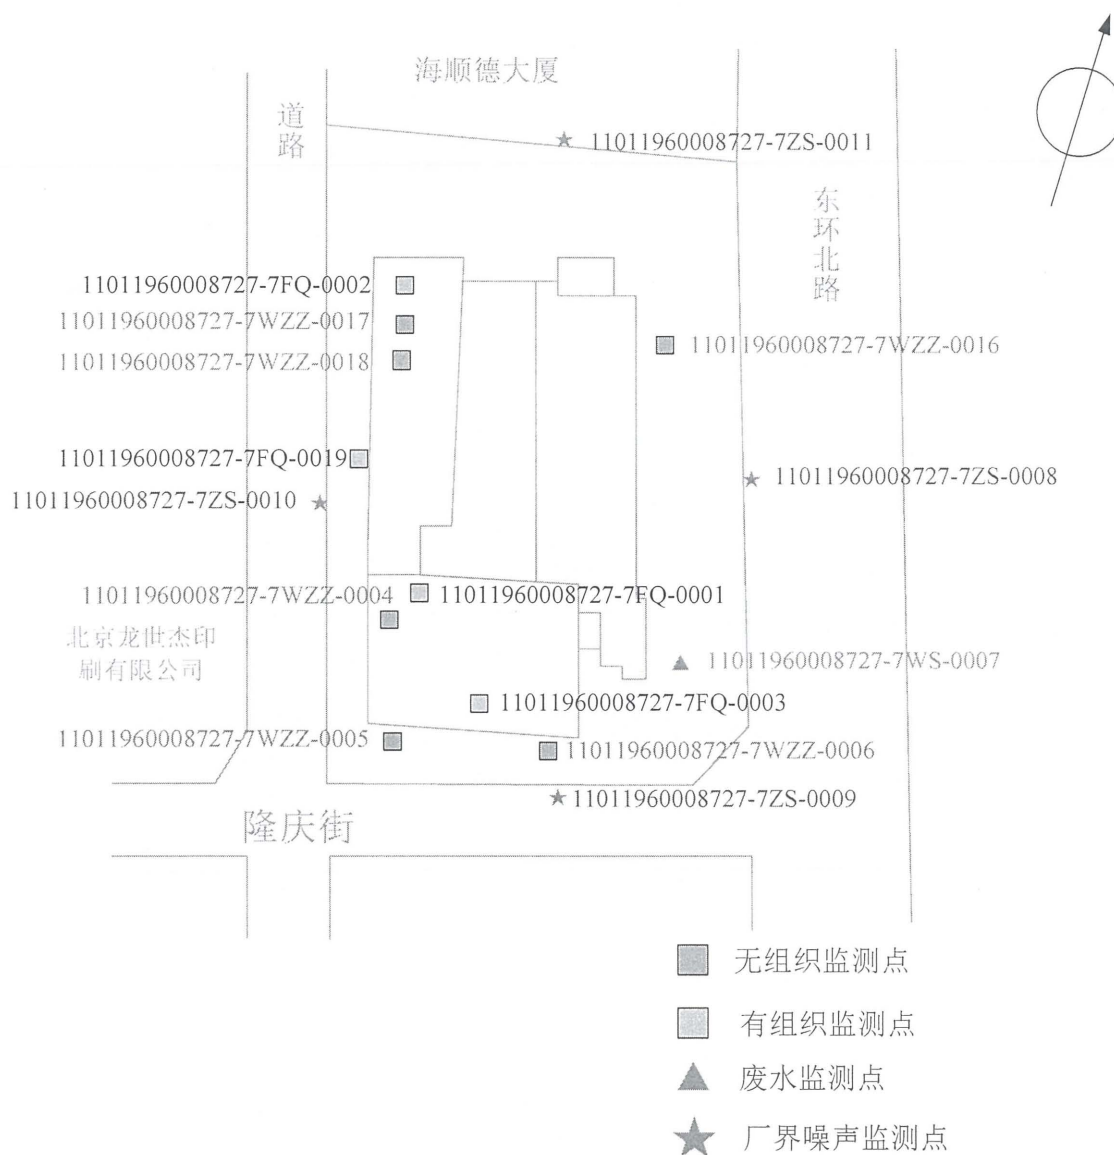 海顺德大厦
道路
11011960008727-7ZS-0011
东环北路
11011960008727-7FQ-0002
11011960008727-7WZZ-0017
11011960008727-7WZZ-0016
11011960008727-7WZZ-0018
11011960008727-7FQ-0019
11011960008727-7ZS-0008
11011960008727-7ZS-0010
11011960008727-7WZZ-0004
11011960008727-7FQ-0001
北京龙世杰印
刷有限公司
11011960008727-7WS-0007
11011960008727-7FQ-0003
11011960008727-7WZZ-0005
11011960008727-7WZZ-0006
11011960008727-7ZS-0009
隆庆街
无组织监测点
有组织监测点
废水监测点
厂界噪声监测点